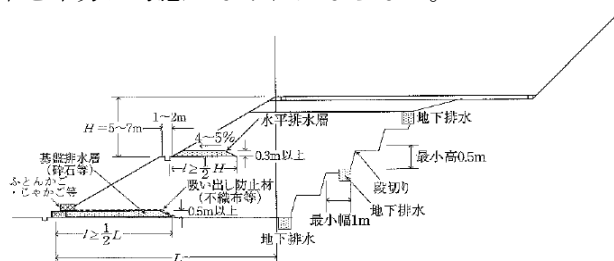 1～2m
H=5～7m
4～5%
水平排水層
地下排水
基盤排水層
(砕石等)
l≧1/2H
0.3m以上
最小高0.5m
ふとんかご
・じゃかご等
吸い出し防止材
(不織布等)
段切り
0.5m以上
地下排水
最小幅1m
l≧1/2L
地下排水
L